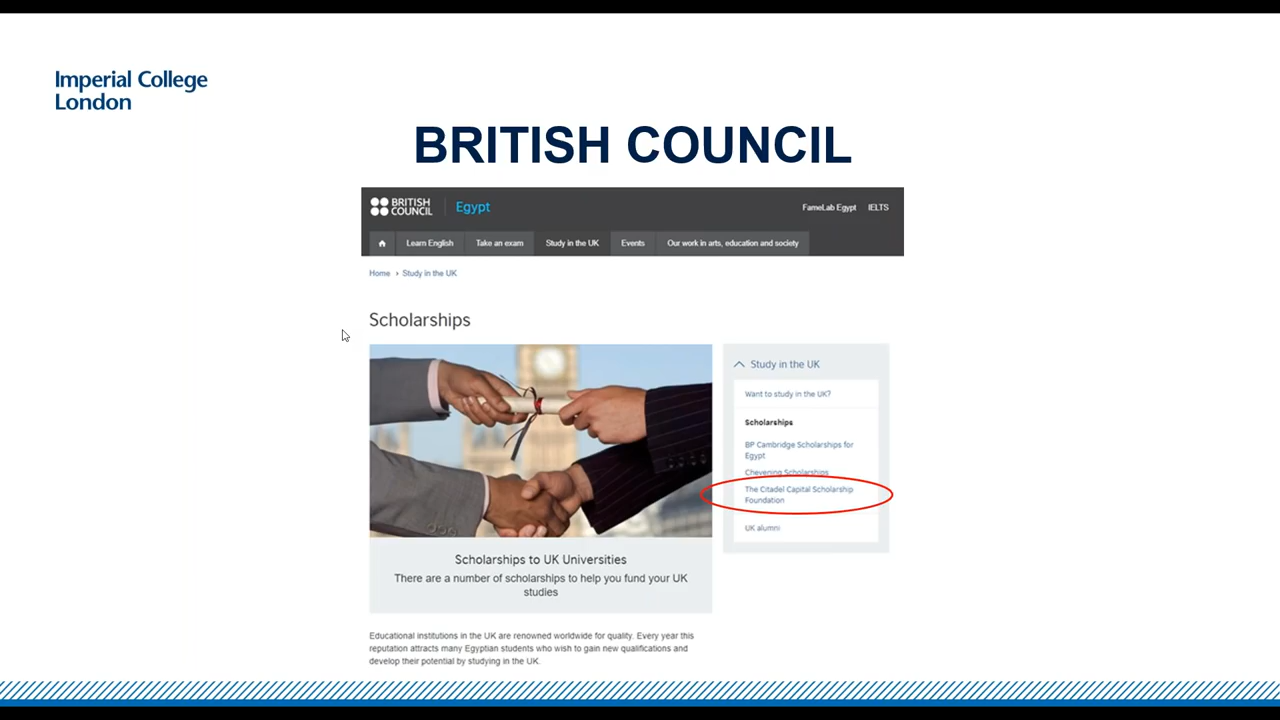 Imperial College
London
BRITISH COUNCIL
BRITISH
COUNCIL
Egypt
FameLab Egypt
IELTS
Learn English
Take an exam
Study in the UK
Events
Our work in arts, education and society
Home › Study in the UK
Scholarships
Scholarships to UK Universities
There are a number of scholarships to help you fund your UK
studies
Educational institutions in the UK are renowned worldwide for quality. Every year this
reputation attracts many Egyptian students who wish to gain new qualifications and
develop their potential by studying in the UK.
Study in the UK
Want to study in the UK?
Scholarships
BP Cambridge Scholarships for
Egypt
Chevening Scholarships
The Citadel Capital Scholarship
Foundation
UK alumni